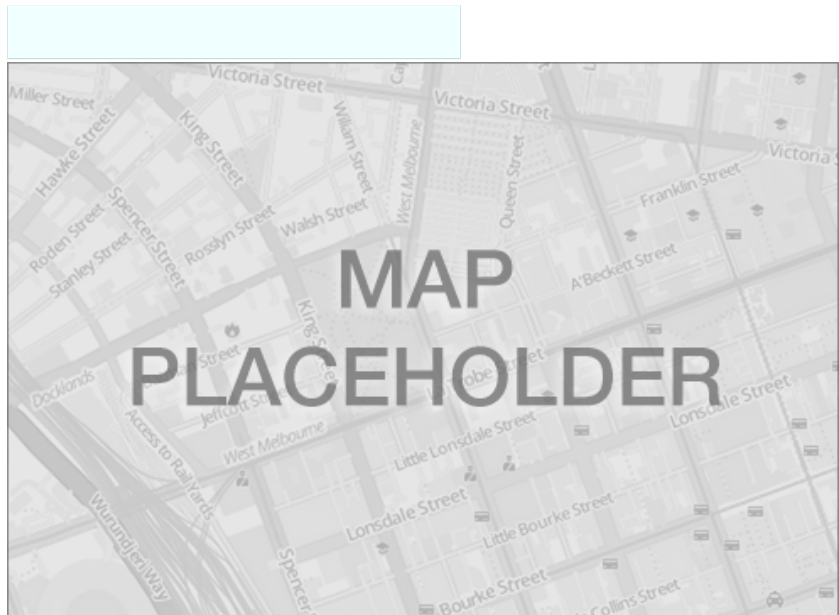 Victoria Street
Miller Street
Victoria Street
Hawke Street
King Street
William Street
West Melbourne
Queen Street
Victoria
Franklin Street
Spencer Street
Roden Street
Rosslyn Street
Walsh Street
Stanley Street
MAP
A'Beckett Street
King
Street
PLACEHOLDER
Street
Docklands
Jeffcott
Lonsdale Street
Access to Rail Yards
West Melbourne
Little Lonsdale Street
Wurundjeri Way
Lonsdale Street
Little Bourke Street
Spencer
Bourke Street
Collins Street